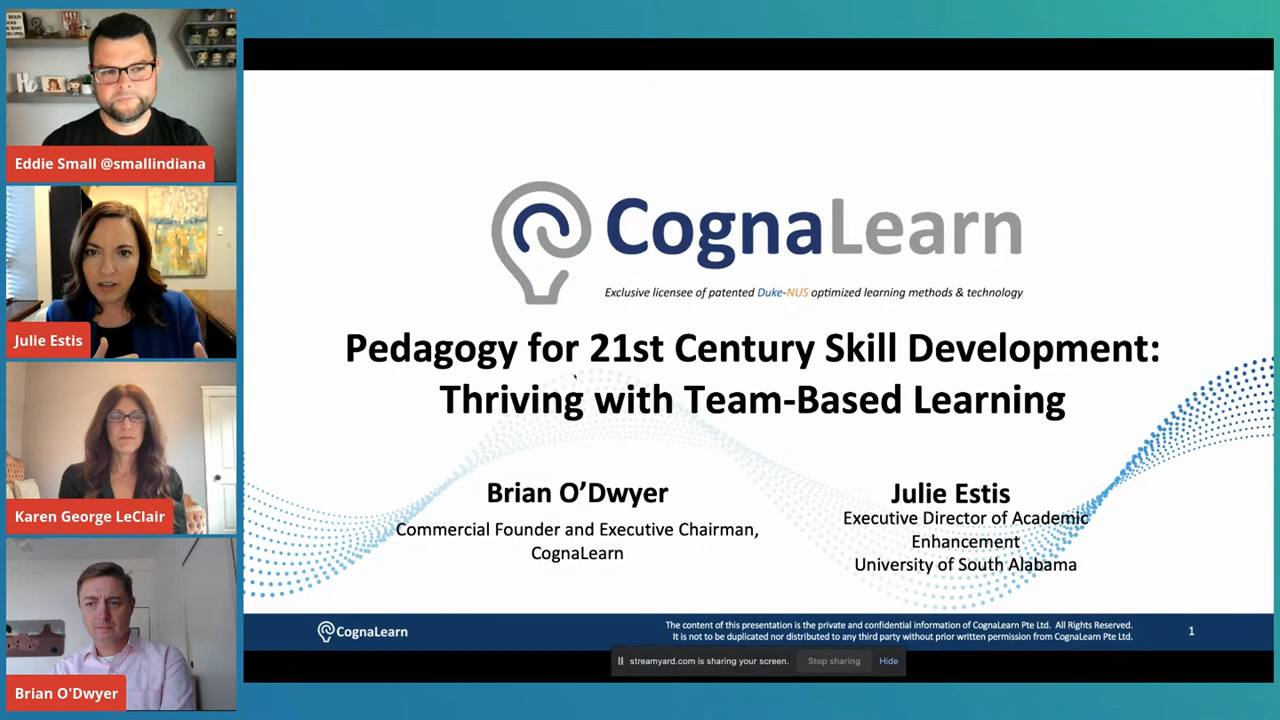 Eddie Small @smallindiana
Julie Estis
Karen George LeClair
Brian O'Dwyer
CognaLearn
Exclusive licensee of patented Duke-NUS optimized learning methods & technology
Pedagogy for 21st Century Skill Development:
Thriving with Team-Based Learning
Brian O’Dwyer
Commercial Founder and Executive Chairman,
CognaLearn
Julie Estis
Executive Director of Academic
Enhancement
University of South Alabama
CognaLearn
The content of this presentation is the private and confidential information of CognaLearn Pte Ltd. All Rights Reserved.
It is not to be duplicated nor distributed to any third party without prior written permission from CognaLearn Pte Ltd.
1
streamyard.com is sharing your screen.
Stop sharing
Hide